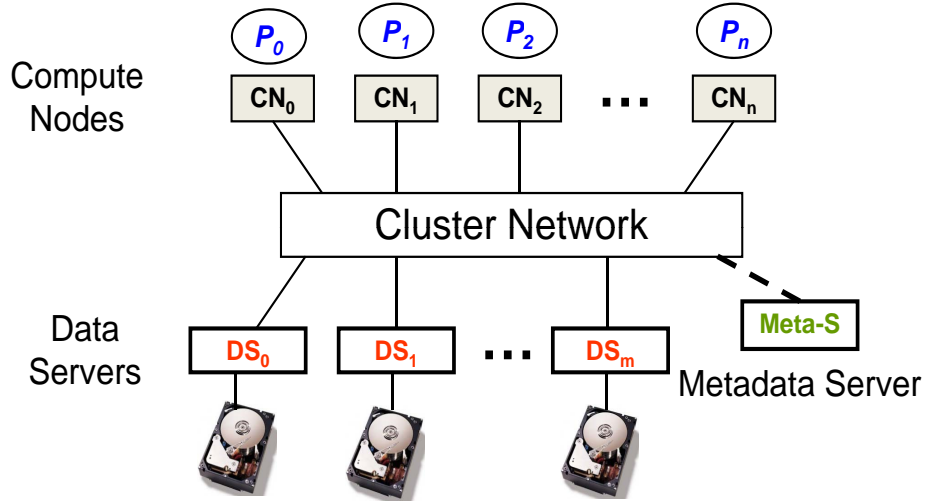 P₀ P₁ P₂ Pₙ
Compute
Nodes
CN₀ CN₁ CN₂ ... CNₙ
Cluster Network
Data
Servers
DS₀ DS₁ ... DSₘ
Meta-S
Metadata Server